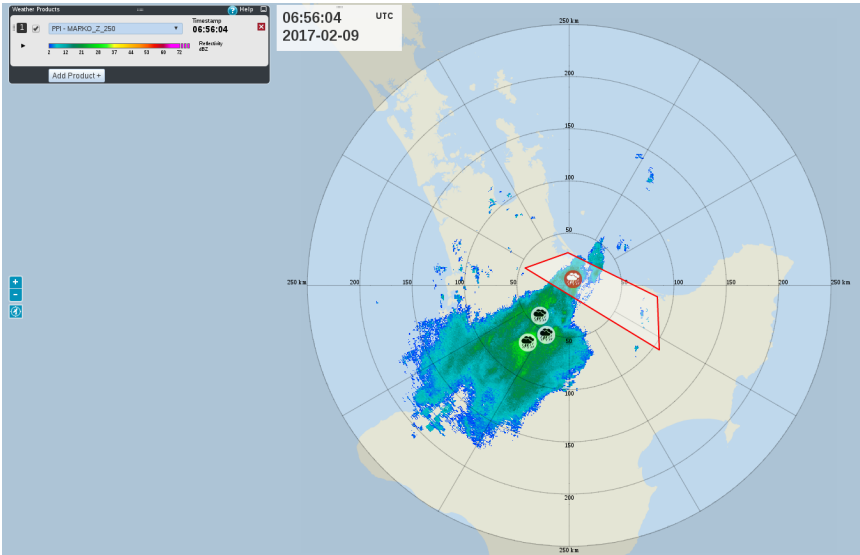 Weather Products
Help
1
PPI - MARKO_Z_250
Timestamp
06:56:04
2 12 21 28 37 44 53 60 72
Reflectivity
dBZ
Add Product +
06:56:04 UTC
2017-02-09
250 km
200
150
100
50
250 km 200 150 100 50 50 100 150 200 250 km
50
100
150
200
250 km
+
−